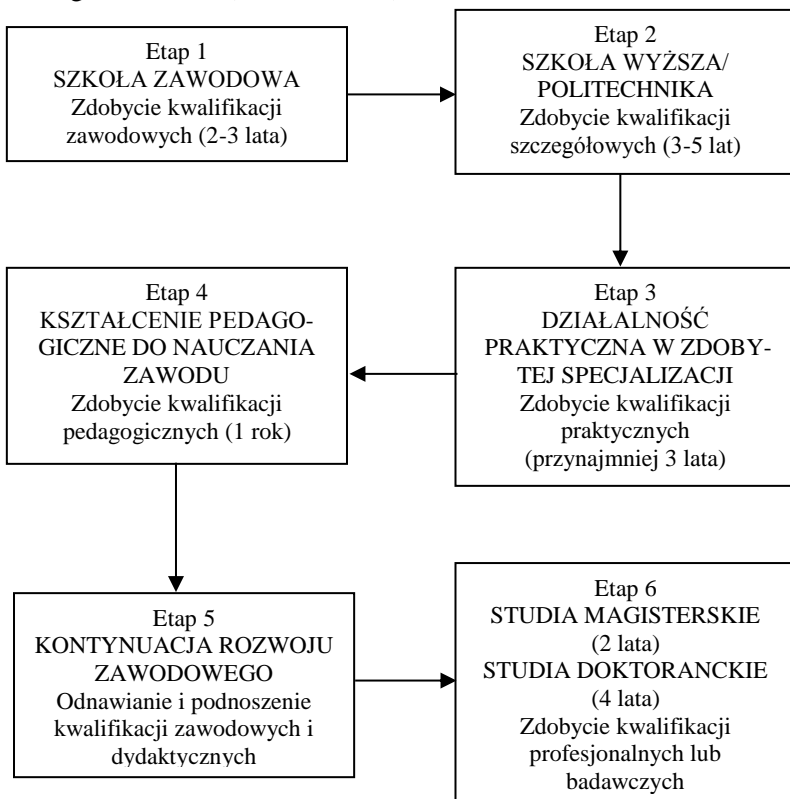 Etap 1
SZKOŁA ZAWODOWA
Zdobycie kwalifikacji
zawodowych (2-3 lata)
Etap 2
SZKOŁA WYŻSZA/
POLITECHNIKA
Zdobycie kwalifikacji
szczegółowych (3-5 lat)
Etap 3
DZIAŁALNOŚĆ
PRAKTYCZNA W ZDOBY-
TEJ SPECJALIZACJI
Zdobycie kwalifikacji
praktycznych
(przynajmniej 3 lata)
Etap 4
KSZTAŁCENIE PEDAGO-
GICZNE DO NAUCZANIA
ZAWODU
Zdobycie kwalifikacji
pedagogicznych (1 rok)
Etap 5
KONTYNUACJA ROZWOJU
ZAWODOWEGO
Odnawianie i podnoszenie
kwalifikacji zawodowych i
dydaktycznych
Etap 6
STUDIA MAGISTERSKIE
(2 lata)
STUDIA DOKTORANCKIE
(4 lata)
Zdobycie kwalifikacji
profesjonalnych lub
badawczych